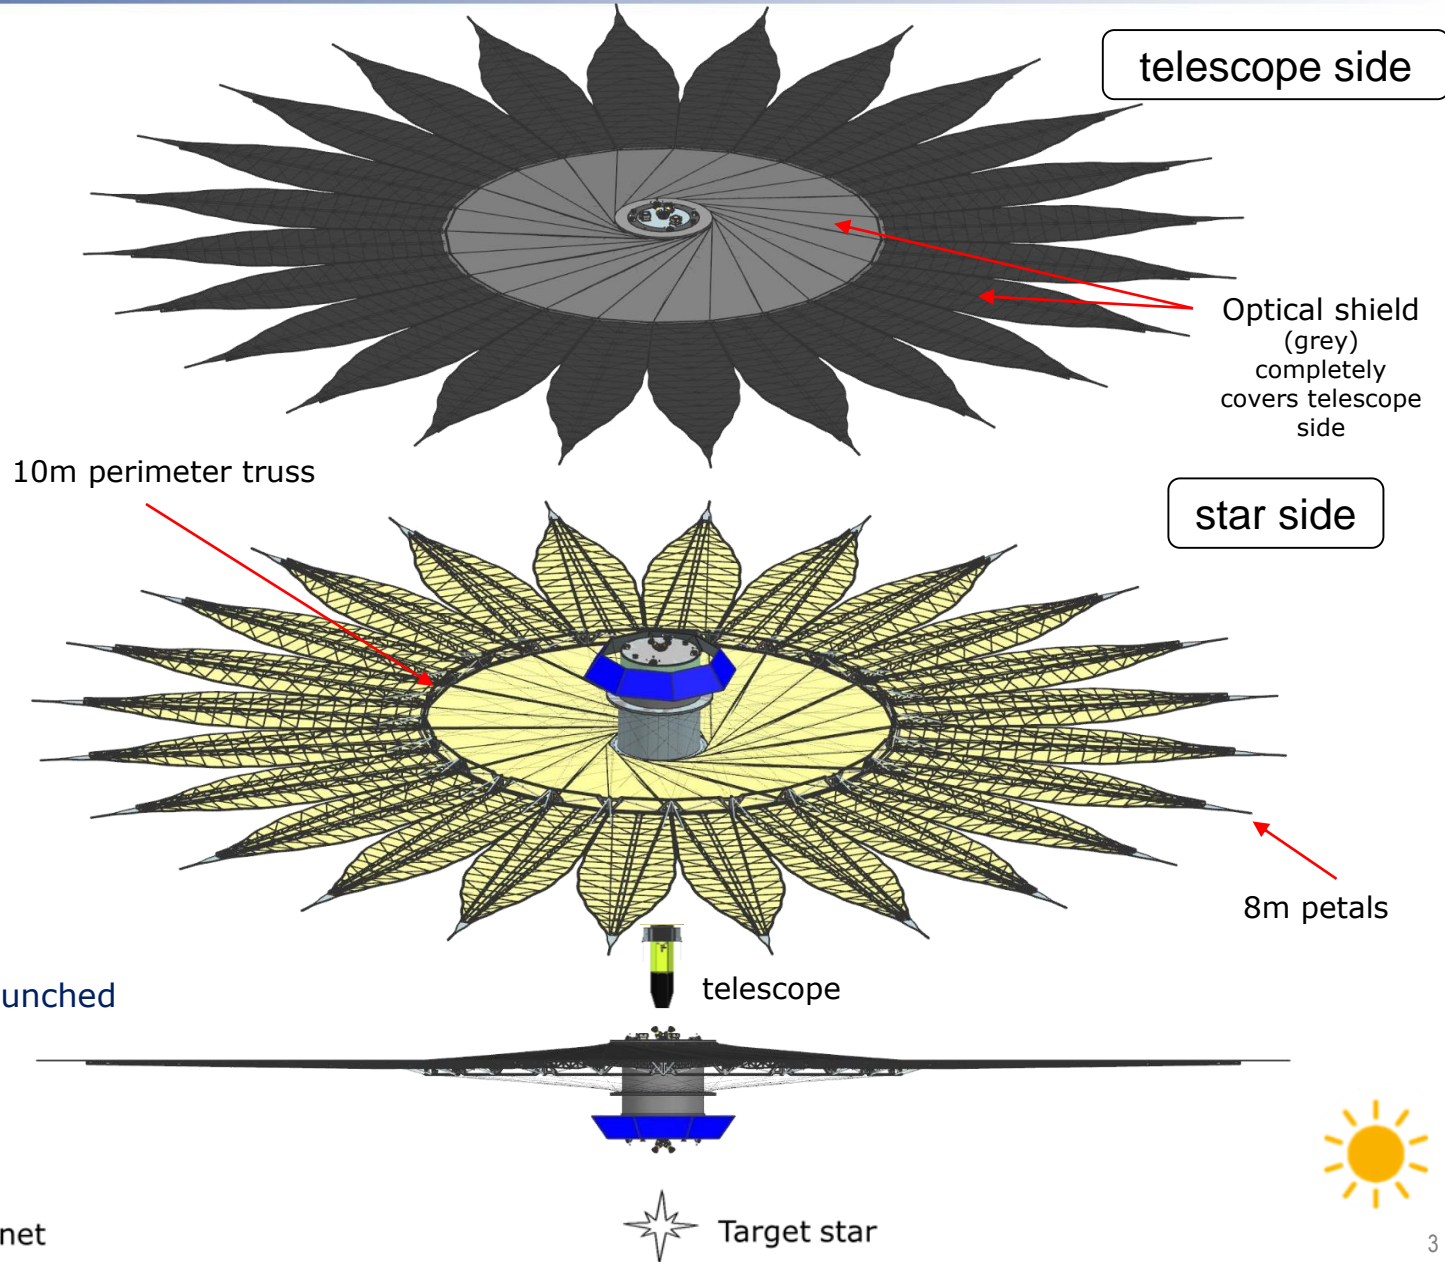 telescope side
Optical shield
(grey)
completely
covers telescope
side
10m perimeter truss
star side
8m petals
unched
telescope
net
Target star
3